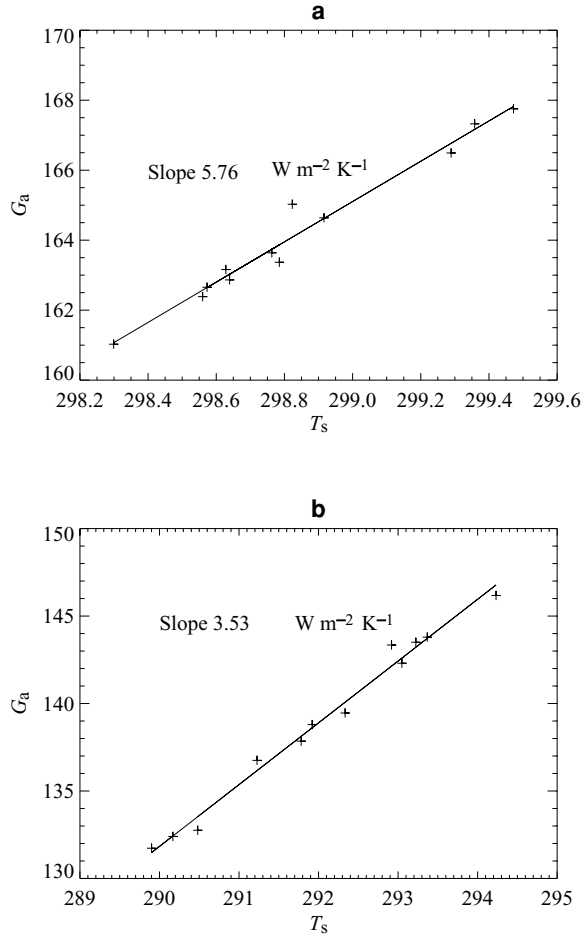 a
170
168
166
164
162
160
Gₐ
Slope 5.76 W m⁻² K⁻¹
298.2 298.4 298.6 298.8 299.0 299.2 299.4 299.6
Tₛ
b
150
145
140
135
130
Gₐ
Slope 3.53 W m⁻² K⁻¹
289 290 291 292 293 294 295
Tₛ